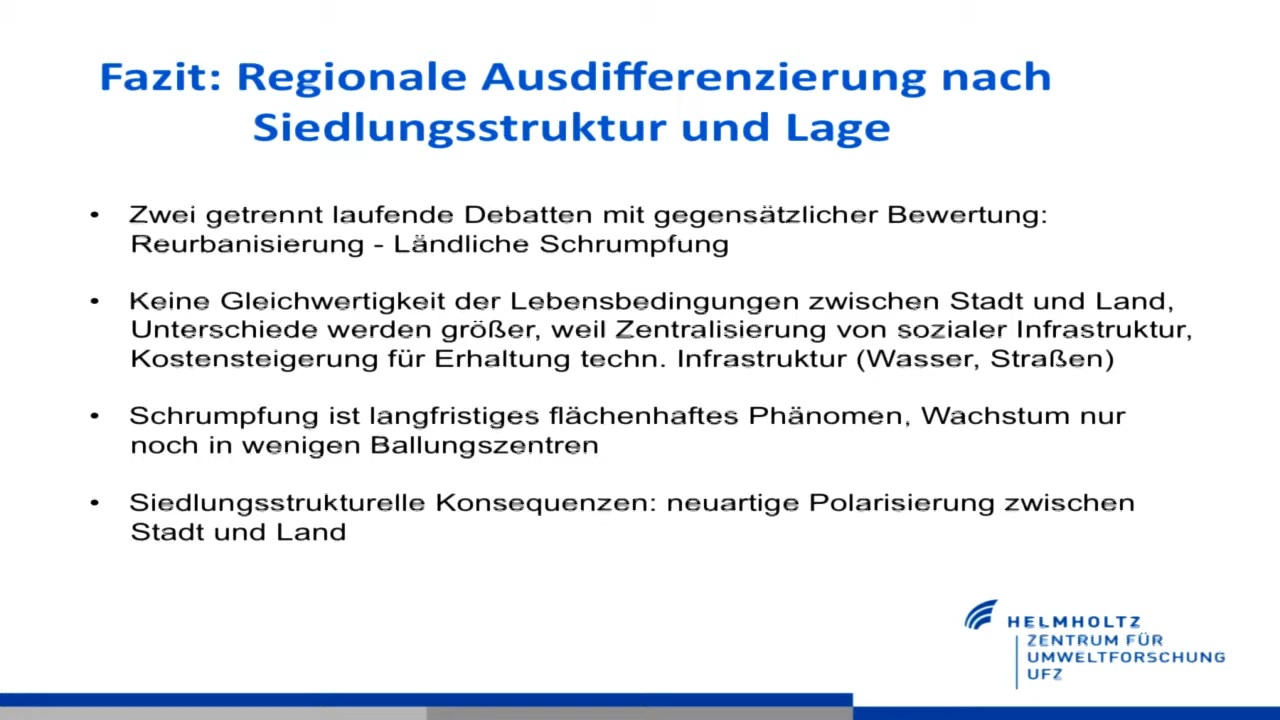 Fazit: Regionale Ausdifferenzierung nach
Siedlungsstruktur und Lage
• Zwei getrennt laufende Debatten mit gegensätzlicher Bewertung:
Reurbanisierung - Ländliche Schrumpfung
• Keine Gleichwertigkeit der Lebensbedingungen zwischen Stadt und Land,
Unterschiede werden größer, weil Zentralisierung von sozialer Infrastruktur,
Kostensteigerung für Erhaltung techn. Infrastruktur (Wasser, Straßen)
• Schrumpfung ist langfristiges flächenhaftes Phänomen, Wachstum nur
noch in wenigen Ballungszentren
• Siedlungsstrukturelle Konsequenzen: neuartige Polarisierung zwischen
Stadt und Land
HELMHOLTZ
ZENTRUM FÜR
UMWELTFORSCHUNG
UFZ